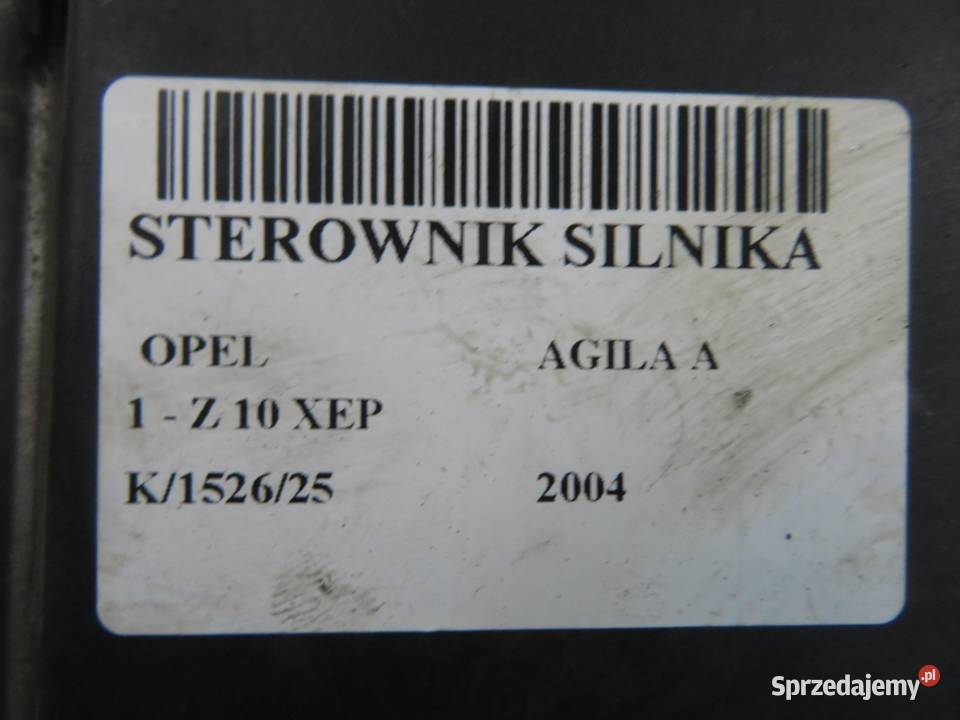 STEROWNIK SILNIKA
OPEL AGILA A
1 - Z 10 XEP
K/1526/25 2004
Sprzedajemy.pl